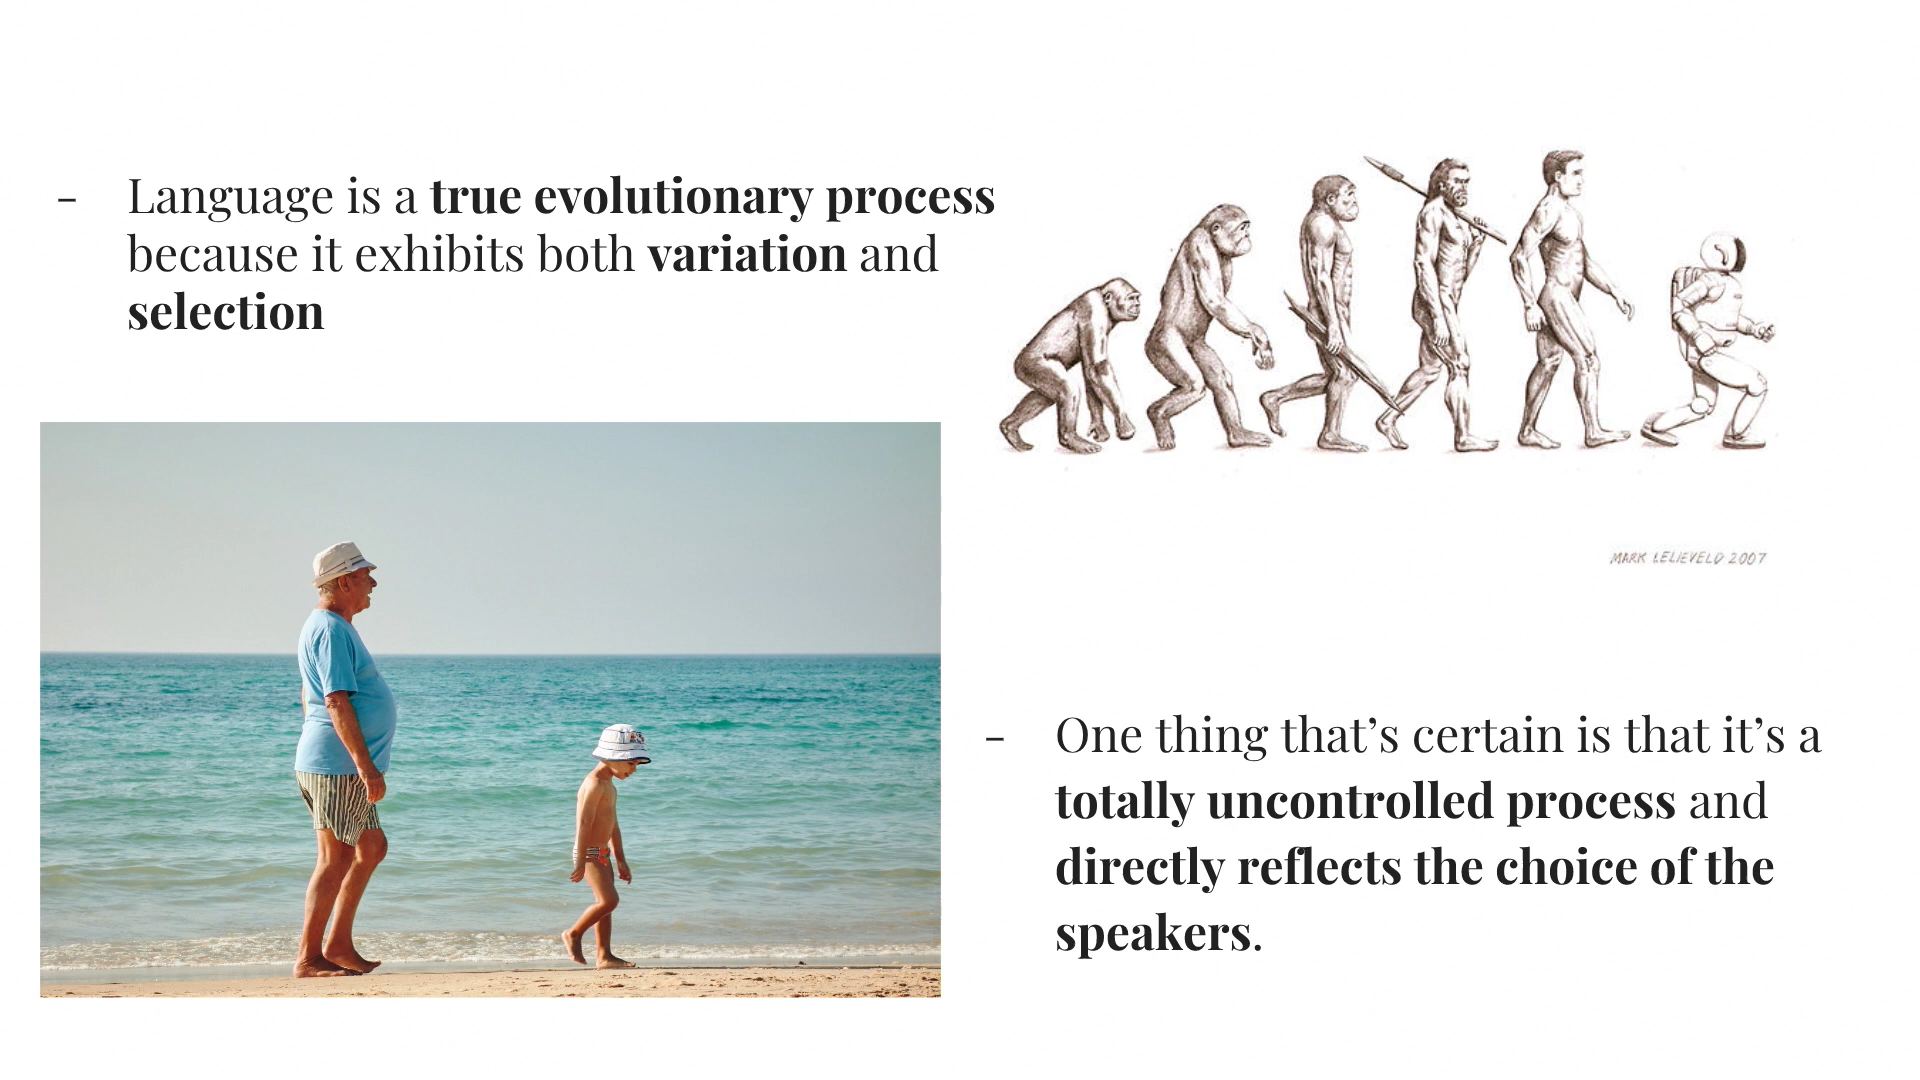 - Language is a true evolutionary process
because it exhibits both variation and
selection
MARK LELIEVELD 2007
- One thing that’s certain is that it’s a
totally uncontrolled process and
directly reflects the choice of the
speakers.